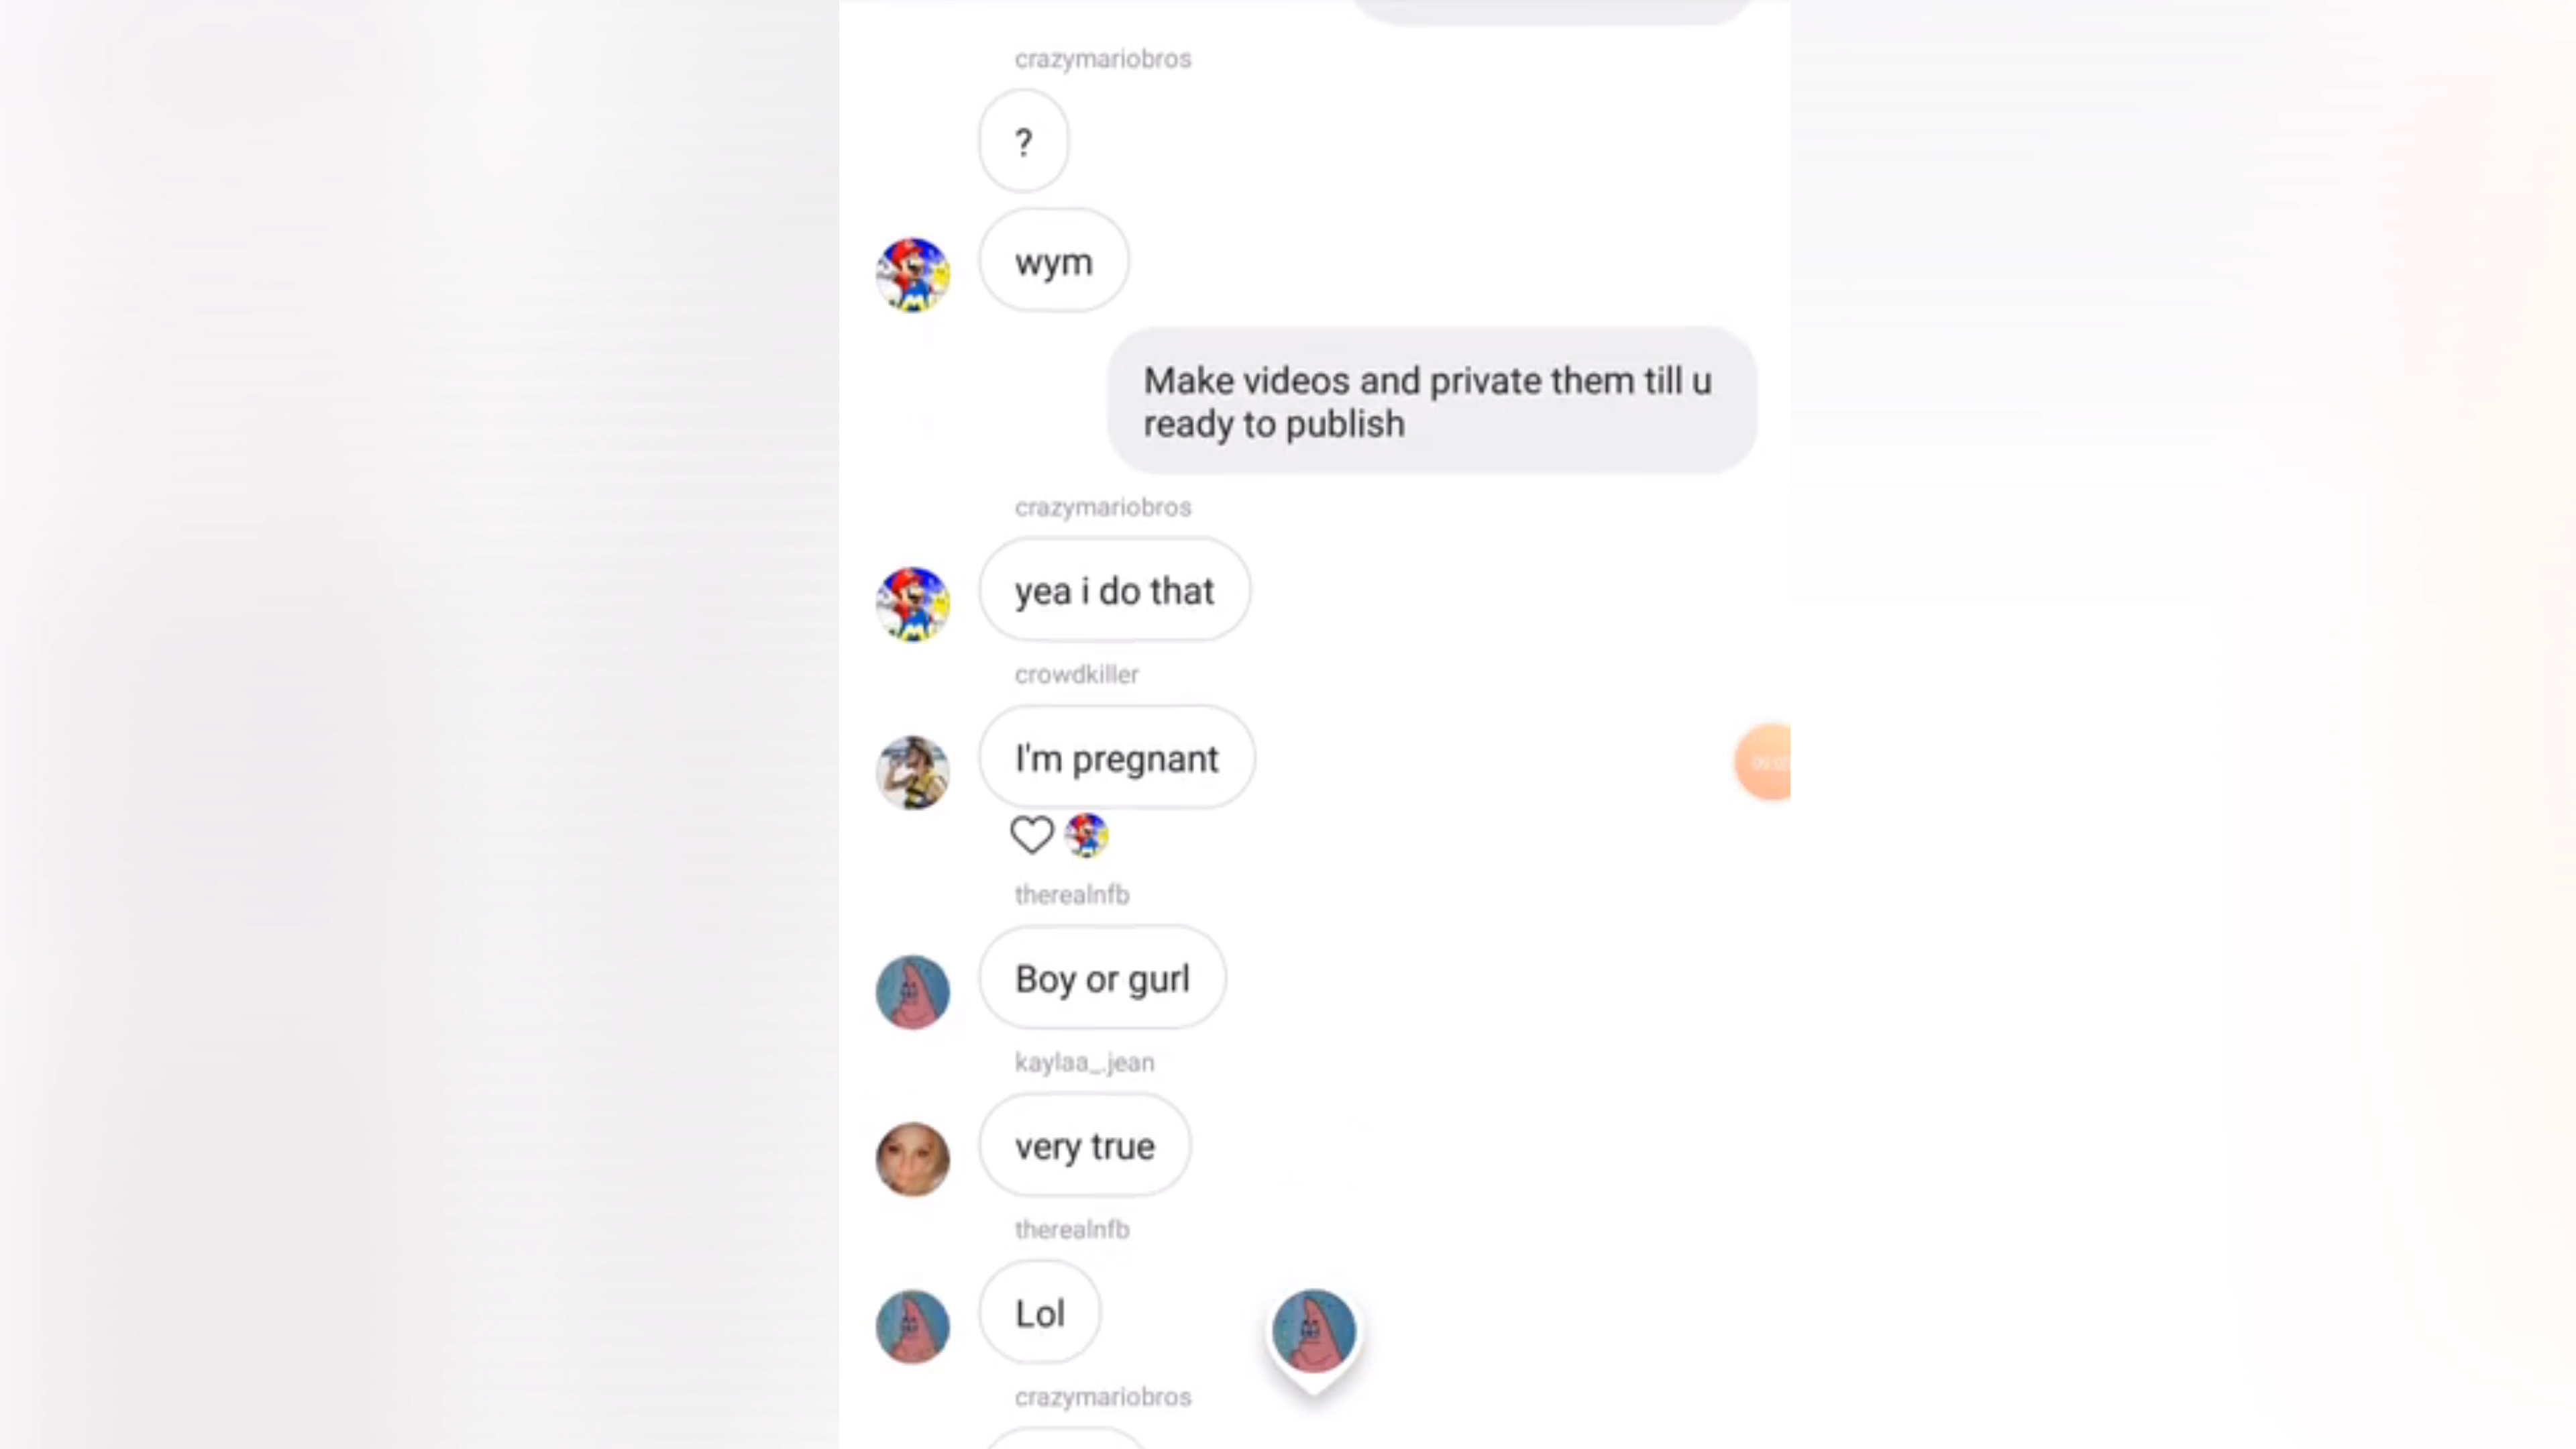 crazymariobros
?
wym
Make videos and private them till u
ready to publish
crazymariobros
yea i do that
crowdkiller
I'm pregnant
therealnfb
Boy or gurl
kaylaa_.jean
very true
therealnfb
Lol
crazymariobros